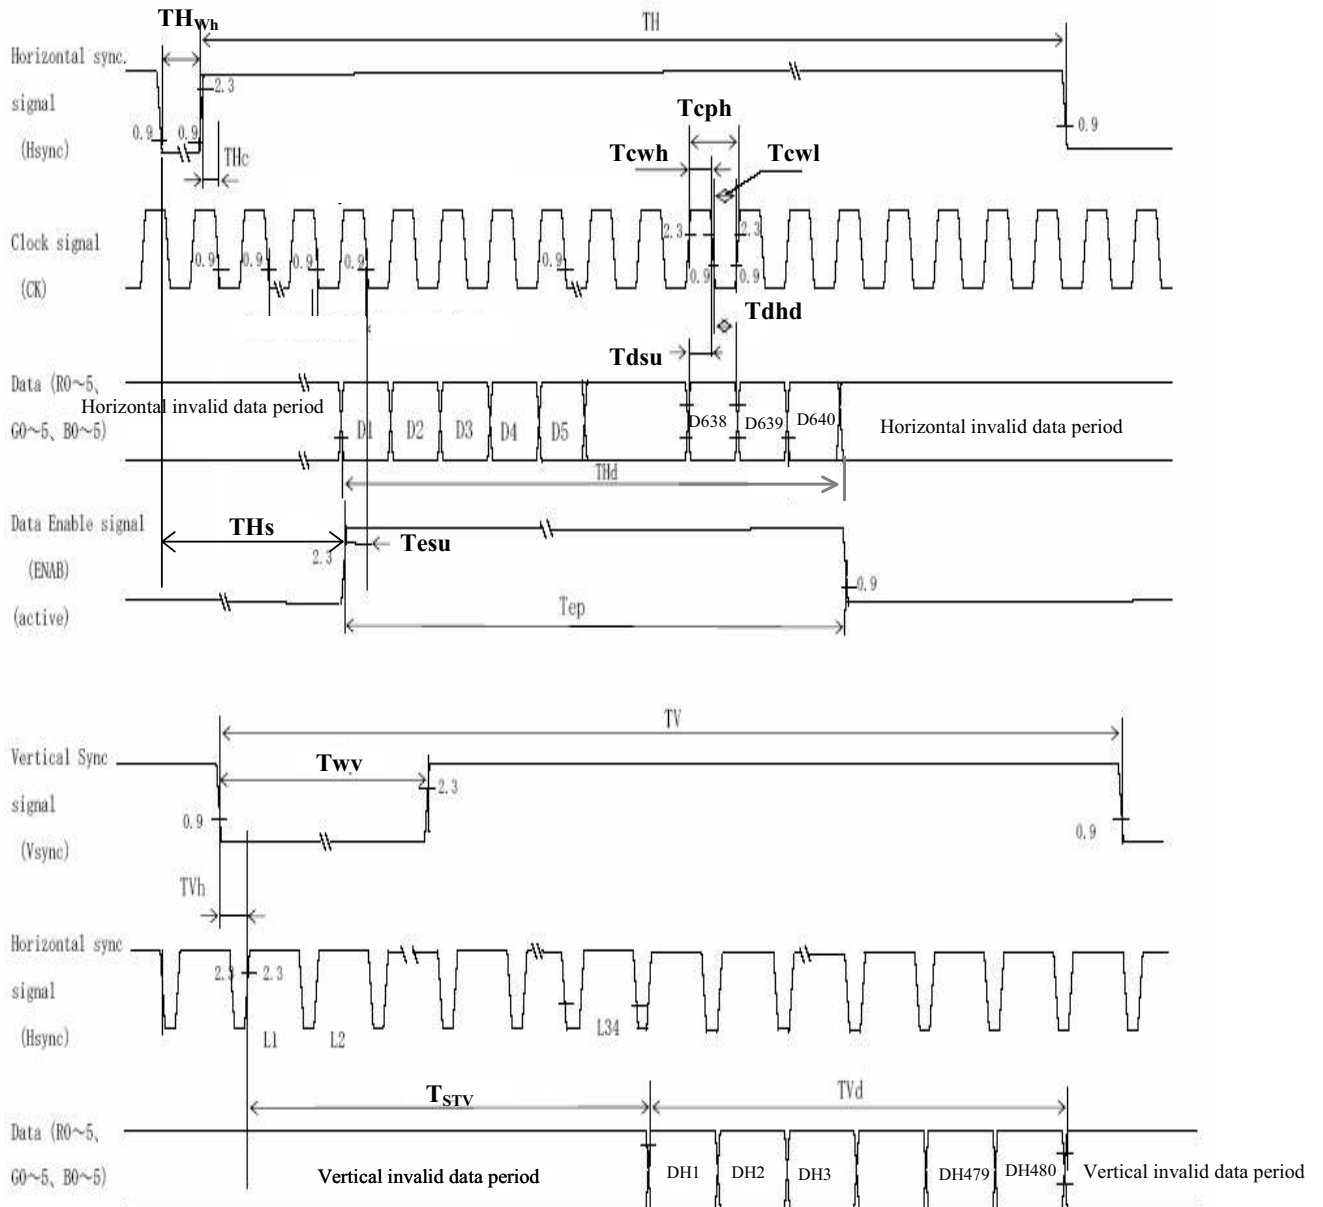 TH_Wh
TH
Horizontal sync.
signal
(Hsync)
2.3
0.9
0.9
0.9
THc
Tcph
Tcwh
Tcwl
Clock signal
(CK)
2.3
2.3
0.9
0.9
0.9
0.9
0.9
0.9
0.9
Tdhd
Tdsu
Data (R0～5、
G0～5、B0～5)
Horizontal invalid data period
D1
D2
D3
D4
D5
D638
D639
D640
Horizontal invalid data period
THd
Data Enable signal
(ENAB)
(active)
THs
2.3
Tesu
0.9
Tep
TV
Vertical Sync
signal
(Vsync)
Twv
2.3
0.9
0.9
TVh
Horizontal sync
signal
(Hsync)
2.3
2.3
L1
L2
L34
T_STV
TVd
Data (R0～5、
G0～5、B0～5)
Vertical invalid data period
DH1
DH2
DH3
DH479
DH480
Vertical invalid data period